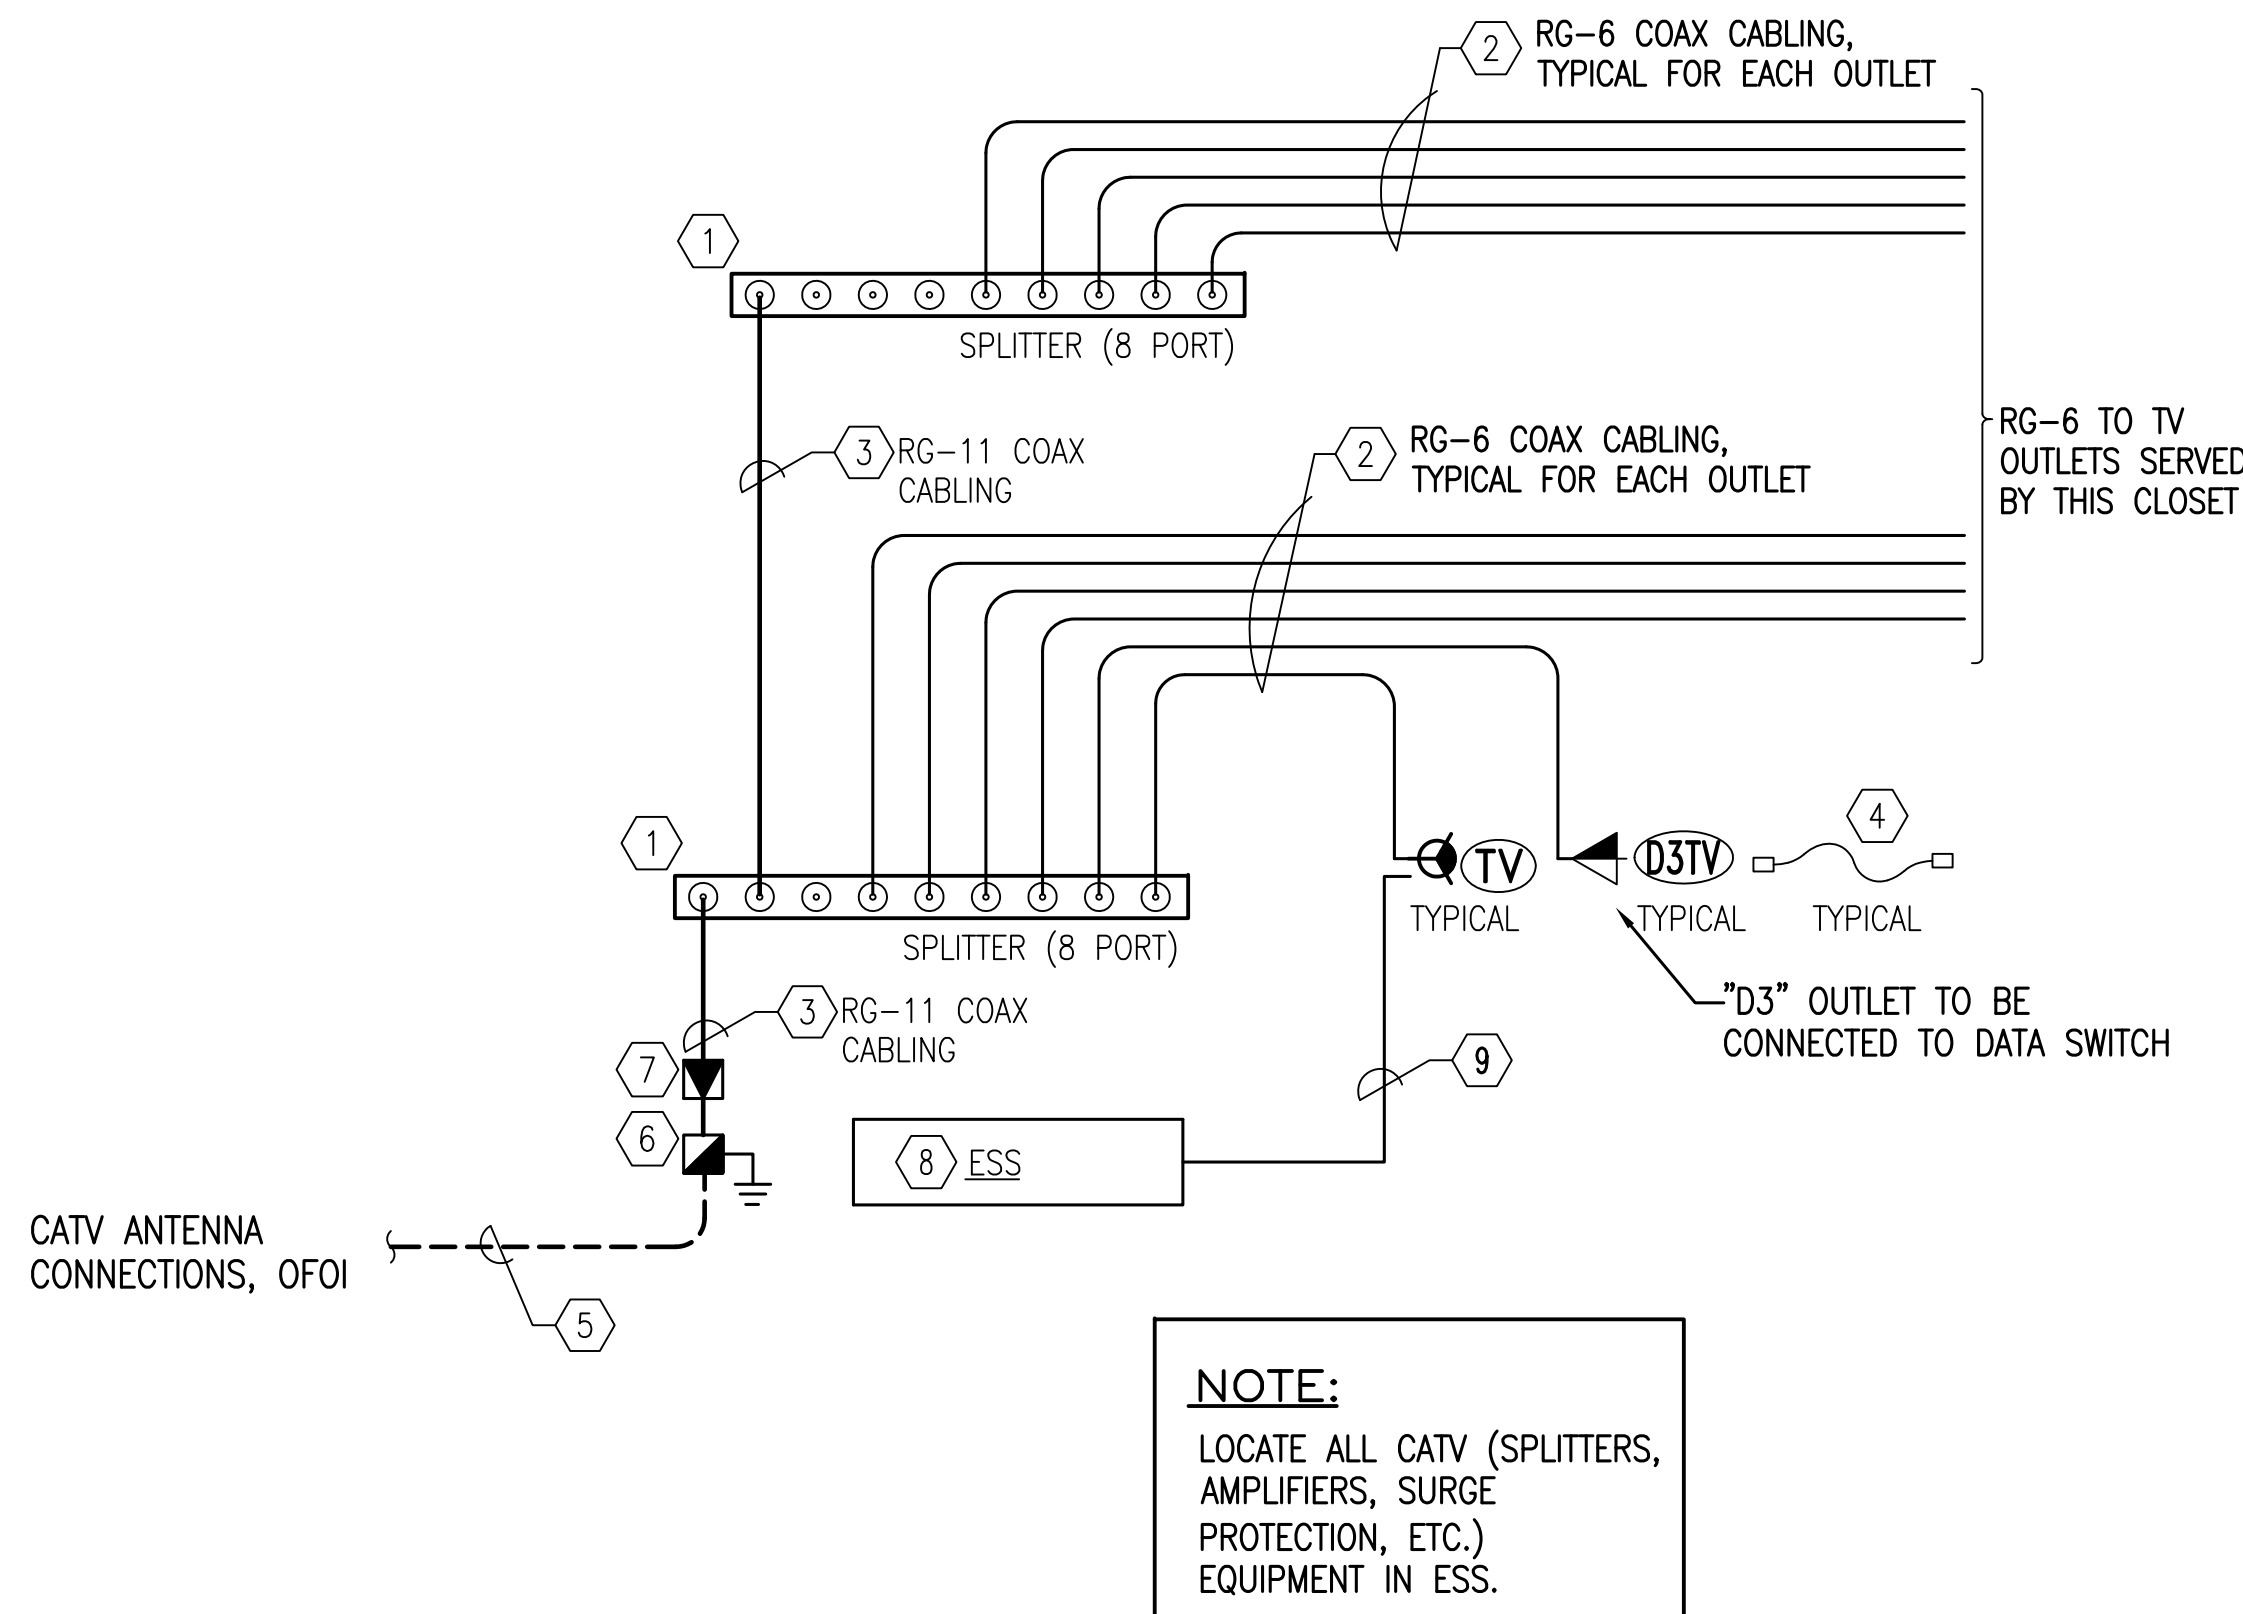 2
RG-6 COAX CABLING,
TYPICAL FOR EACH OUTLET
1
SPLITTER (8 PORT)
3
RG-11 COAX
CABLING
2
RG-6 COAX CABLING,
TYPICAL FOR EACH OUTLET
RG-6 TO TV
OUTLETS SERVED
BY THIS CLOSET
1
SPLITTER (8 PORT)
TV
TYPICAL
D3TV
TYPICAL
4
TYPICAL
"D3" OUTLET TO BE
CONNECTED TO DATA SWITCH
3
RG-11 COAX
CABLING
7
6
9
8
ESS
CATV ANTENNA
CONNECTIONS, OFOI
5
NOTE:
LOCATE ALL CATV (SPLITTERS,
AMPLIFIERS, SURGE
PROTECTION, ETC.)
EQUIPMENT IN ESS.